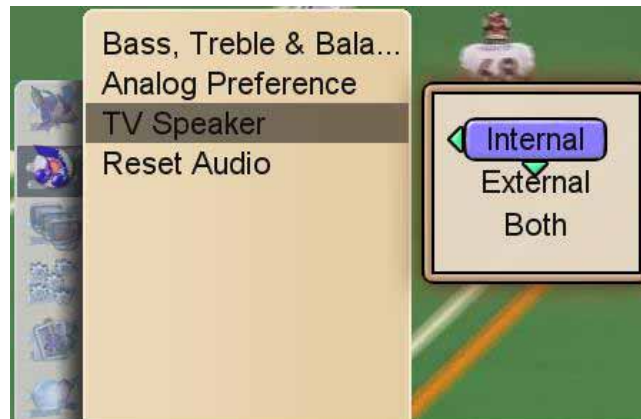 Bass, Treble & Bala...
Analog Preference
TV Speaker
Reset Audio
Internal
External
Both